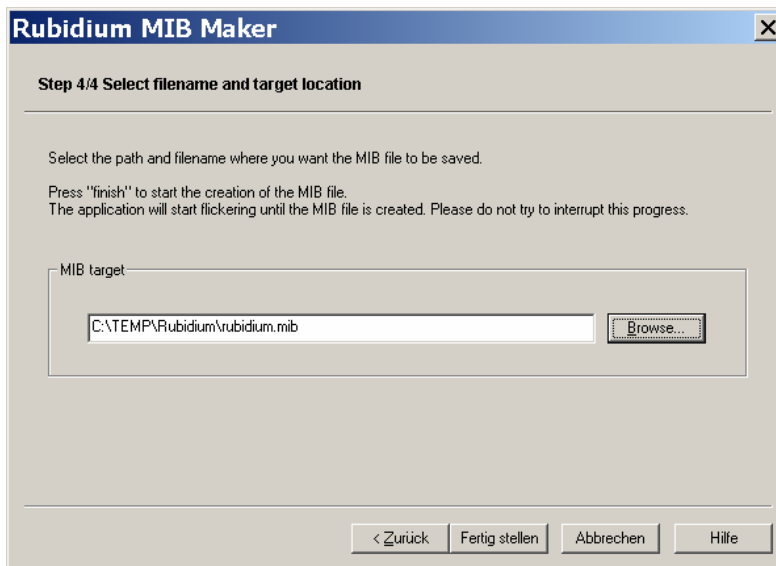 Rubidium MIB Maker
Step 4/4 Select filename and target location
Select the path and filename where you want the MIB file to be saved.
Press "finish" to start the creation of the MIB file.
The application will start flickering until the MIB file is created. Please do not try to interrupt this progress.
MIB target
C:\TEMP\Rubidium\rubidium.mib
Browse...
< Zurück
Fertig stellen
Abbrechen
Hilfe